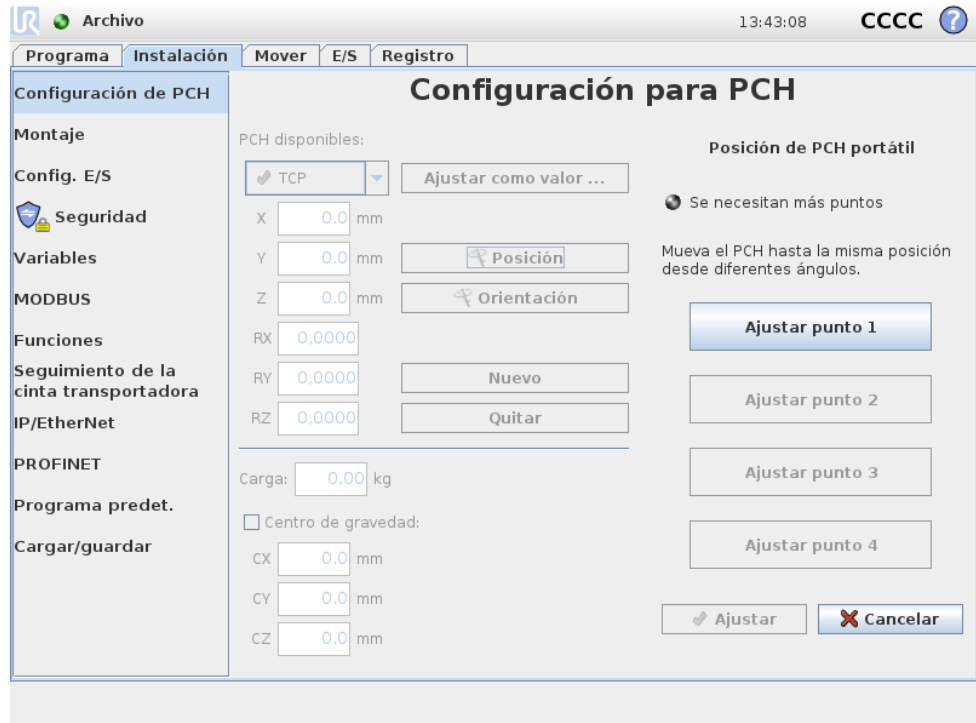 UR Archivo 13:43:08 CCCC ?
Programa Instalación Mover E/S Registro
Configuración de PCH
Montaje
Config. E/S
Seguridad
Variables
MODBUS
Funciones
Seguimiento de la
cinta transportadora
IP/EtherNet
PROFINET
Programa predet.
Cargar/guardar
Configuración para PCH
PCH disponibles:
TCP Ajustar como valor ...
X 0.0 mm
Y 0.0 mm Posición
Z 0.0 mm Orientación
RX 0,0000
RY 0,0000 Nuevo
RZ 0,0000 Quitar
Carga: 0,00 kg
Centro de gravedad:
CX 0.0 mm
CY 0.0 mm
CZ 0.0 mm
Posición de PCH portátil
Se necesitan más puntos
Mueva el PCH hasta la misma posición
desde diferentes ángulos.
Ajustar punto 1
Ajustar punto 2
Ajustar punto 3
Ajustar punto 4
Ajustar Cancelar